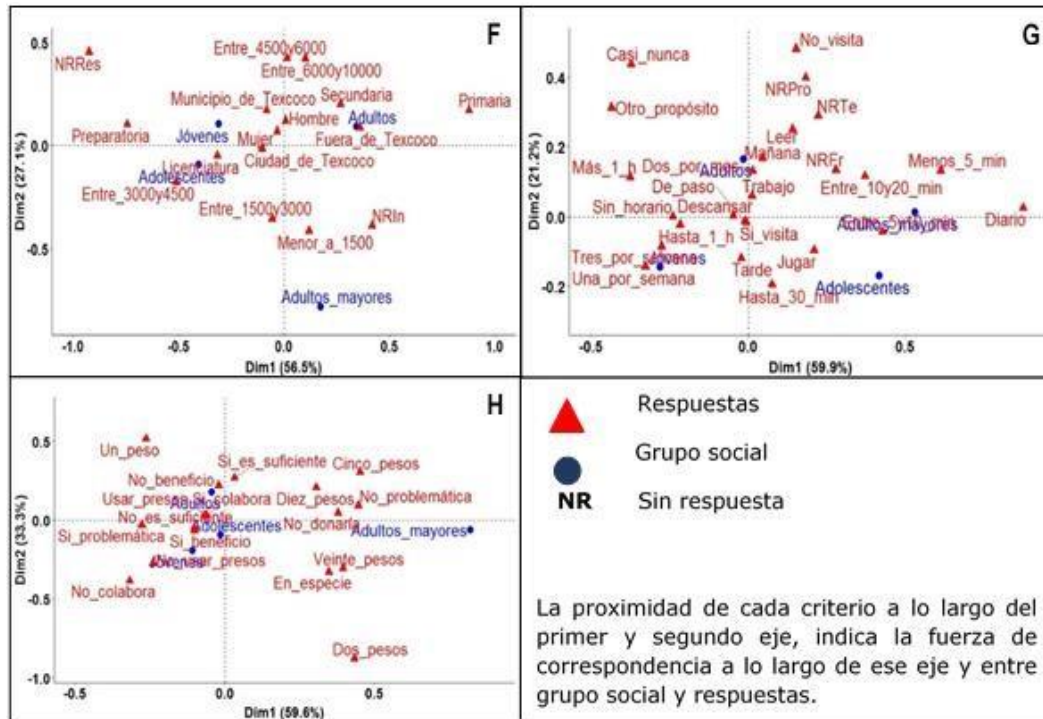 F
0.5
NRRes
Entre_4500y6000
Entre_6000y10000
Municipio_de_Texcoco
Secundaria
Primaria
Hombre
Adultos
Preparatoria
Jóvenes
Mujer
Fuera_de_Texcoco
0.0
Licenciatura
Ciudad_de_Texcoco
Adolescentes
Entre_3000y4500
Entre_1500y3000
NRIn
Menor_a_1500
-0.5
Adultos_mayores
Dim2 (27.1%)
-1.0 -0.5 0.0 0.5 1.0
Dim1 (56.5%)
G
No_visita
Casi_nunca
0.4
NRPro
Otro_propósito
NRTe
Leer
0.2
Mañana
Más_1_h
Dos_por_mes
NRFr
Menos_5_min
Adultos
De_paso
Trabajo
Entre_10y20_min
Sin_horario
Descansar
0.0
Adultos_mayores
Diario
Hasta_1_h
Si_visita
Tres_por_semana
Tarde
Jugar
Una_por_semana
Adolescentes
-0.2
Hasta_30_min
Dim2 (21.2%)
-0.5 0.0 0.5
Dim1 (59.9%)
H
0.5
Un_peso
Si_es_suficiente
Cinco_pesos
No_beneficio
Usar_presos
Si_colabora
Diez_pesos
No_problemática
Adultos
0.0
No_es_suficiente
Adolescentes
No_donaría
Si_problemática
Adultos_mayores
Si_beneficio
Jóvenes
No_usar_presos
Veinte_pesos
No_colabora
En_especie
-0.5
Dos_pesos
-1.0
Dim2 (33.3%)
-0.5 0.0 0.5
Dim1 (59.6%)
Respuestas
Grupo social
NR Sin respuesta
La proximidad de cada criterio a lo largo del
primer y segundo eje, indica la fuerza de
correspondencia a lo largo de ese eje y entre
grupo social y respuestas.